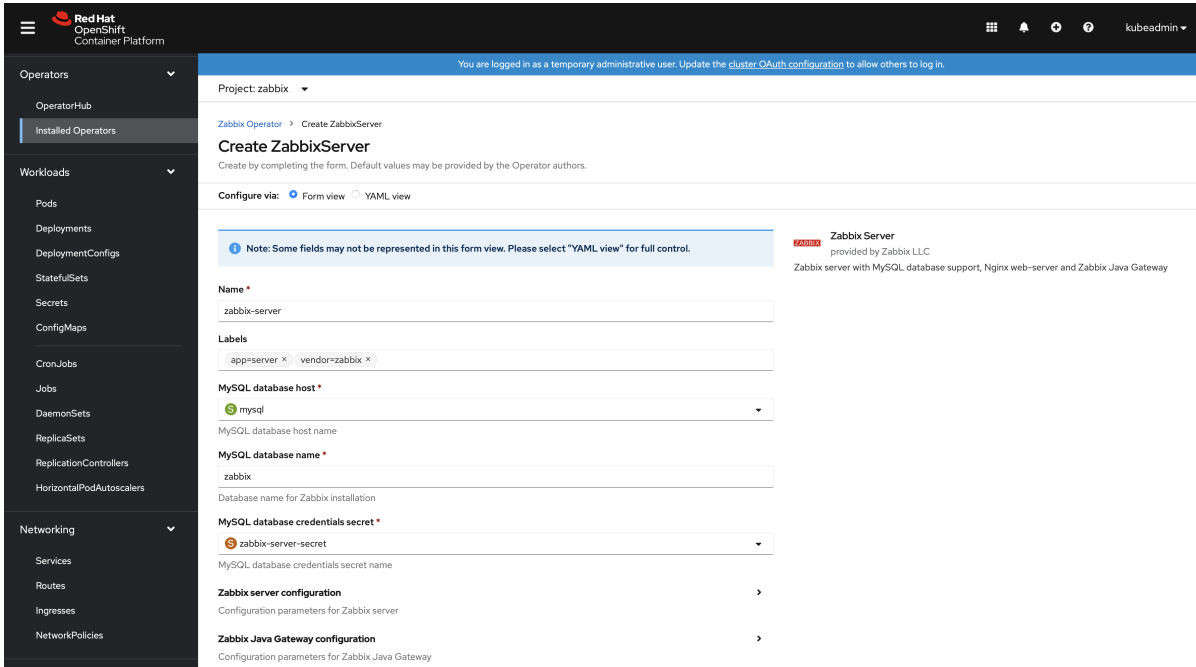 Red Hat
OpenShift
Container Platform
kubeadmin
You are logged in as a temporary administrative user. Update the cluster OAuth configuration to allow others to log in.
Operators
OperatorHub
Installed Operators
Workloads
Pods
Deployments
DeploymentConfigs
StatefulSets
Secrets
ConfigMaps
CronJobs
Jobs
DaemonSets
ReplicaSets
ReplicationControllers
HorizontalPodAutoscalers
Networking
Services
Routes
Ingresses
NetworkPolicies
Project: zabbix
Zabbix Operator > Create ZabbixServer
Create ZabbixServer
Create by completing the form. Default values may be provided by the Operator authors.
Configure via: Form view YAML view
Note: Some fields may not be represented in this form view. Please select "YAML view" for full control.
Name *
zabbix-server
Labels
app=server × vendor=zabbix ×
MySQL database host *
S mysql
MySQL database host name
MySQL database name *
zabbix
Database name for Zabbix installation
MySQL database credentials secret *
S zabbix-server-secret
MySQL database credentials secret name
Zabbix server configuration
Configuration parameters for Zabbix server
Zabbix Java Gateway configuration
Configuration parameters for Zabbix Java Gateway
ZABBIX
Zabbix Server
provided by Zabbix LLC
Zabbix server with MySQL database support, Nginx web-server and Zabbix Java Gateway